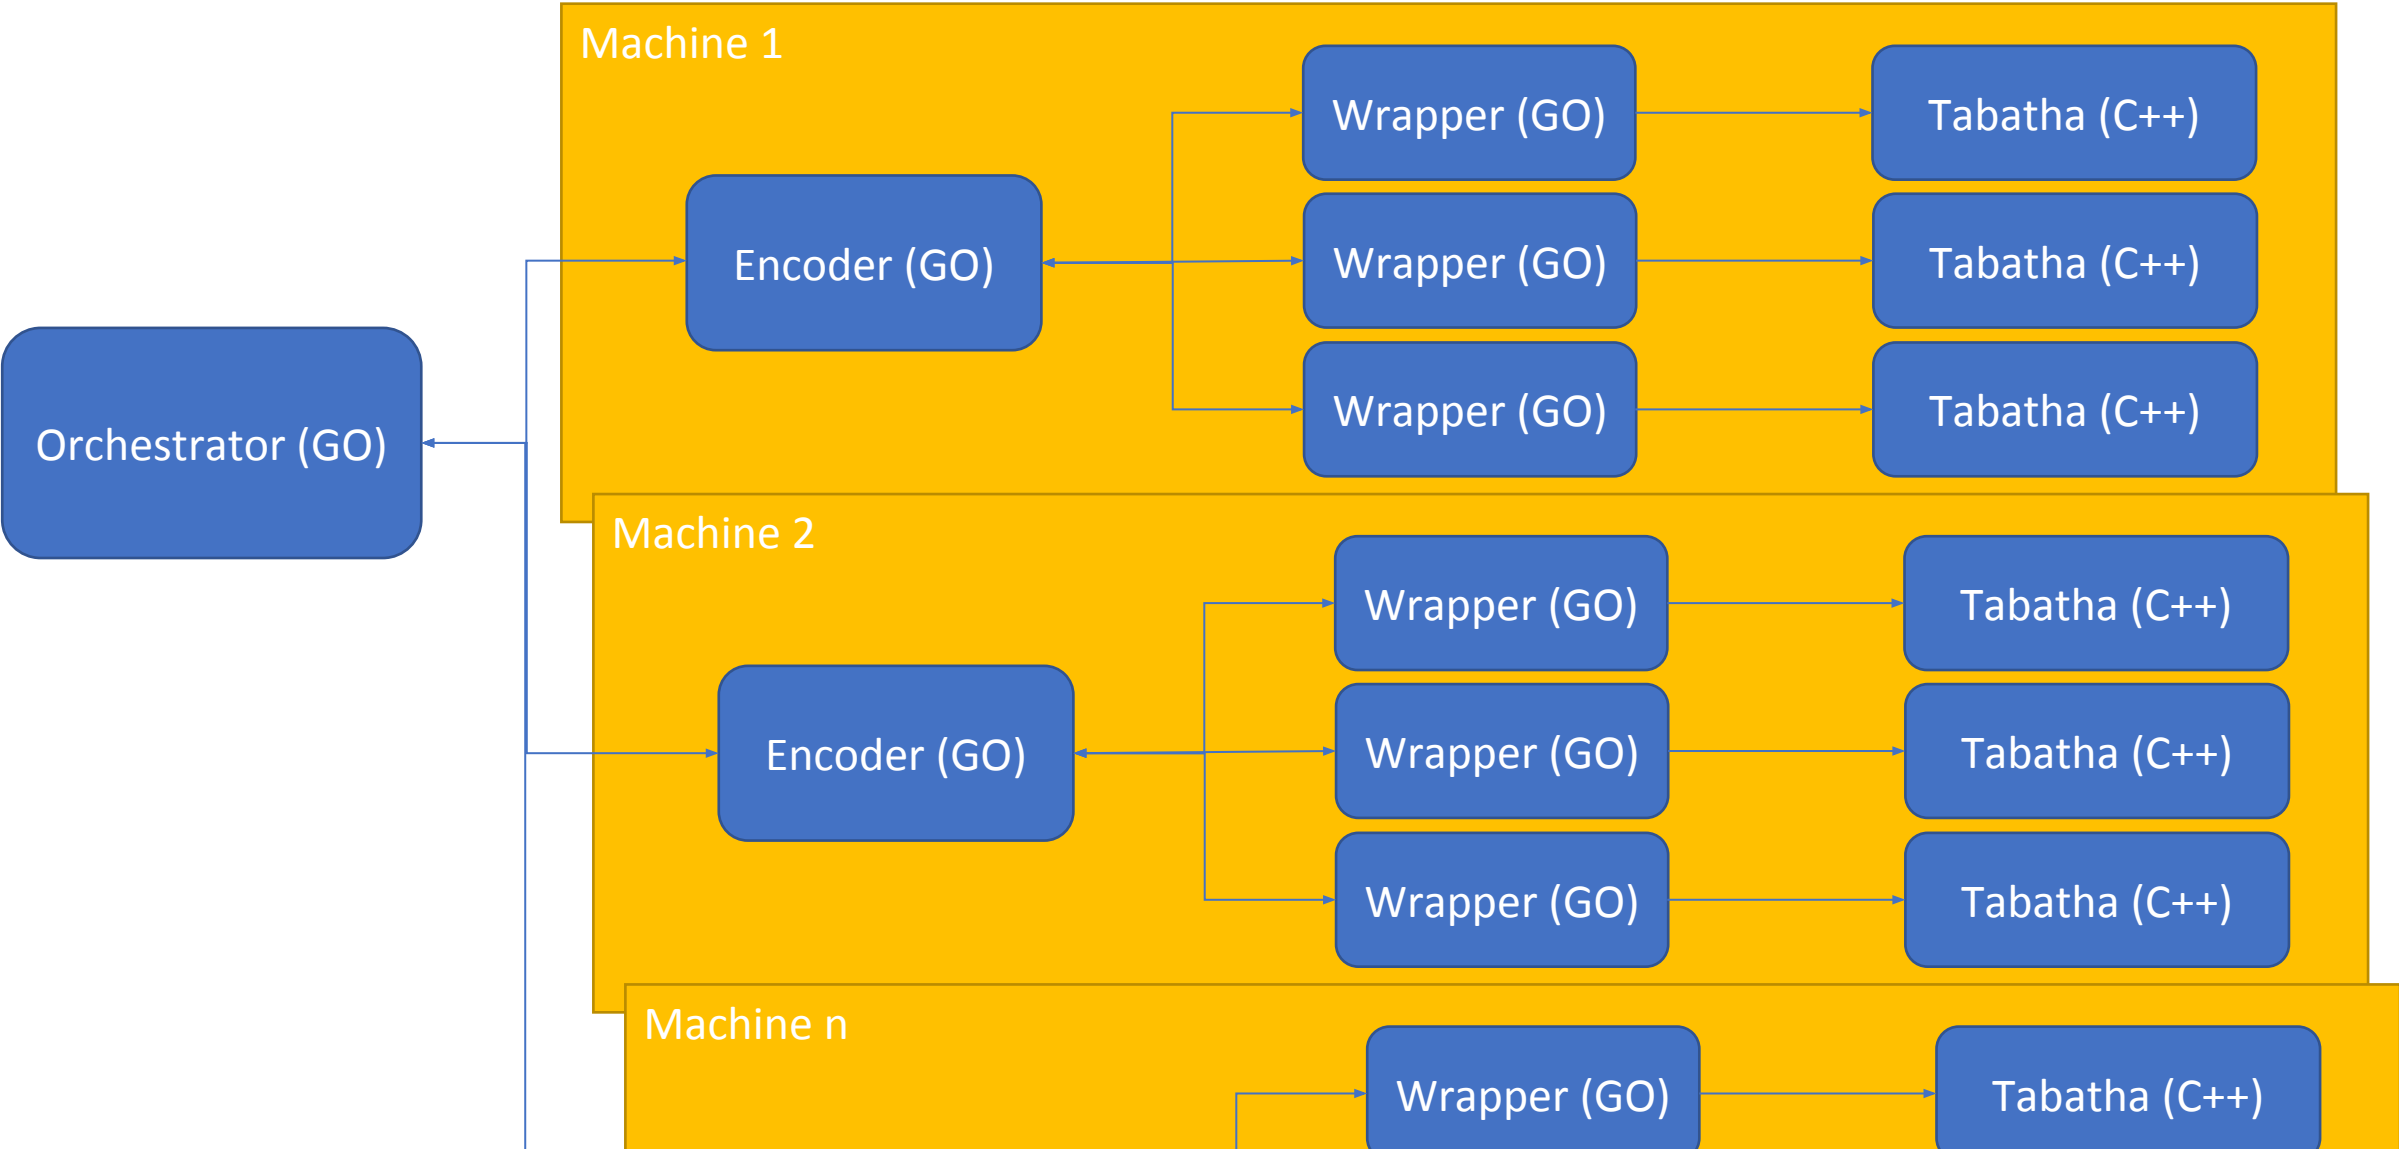 Machine 1
Wrapper (GO)
Tabatha (C++)
Encoder (GO)
Wrapper (GO)
Tabatha (C++)
Wrapper (GO)
Tabatha (C++)
Orchestrator (GO)
Machine 2
Wrapper (GO)
Tabatha (C++)
Encoder (GO)
Wrapper (GO)
Tabatha (C++)
Wrapper (GO)
Tabatha (C++)
Machine n
Wrapper (GO)
Tabatha (C++)